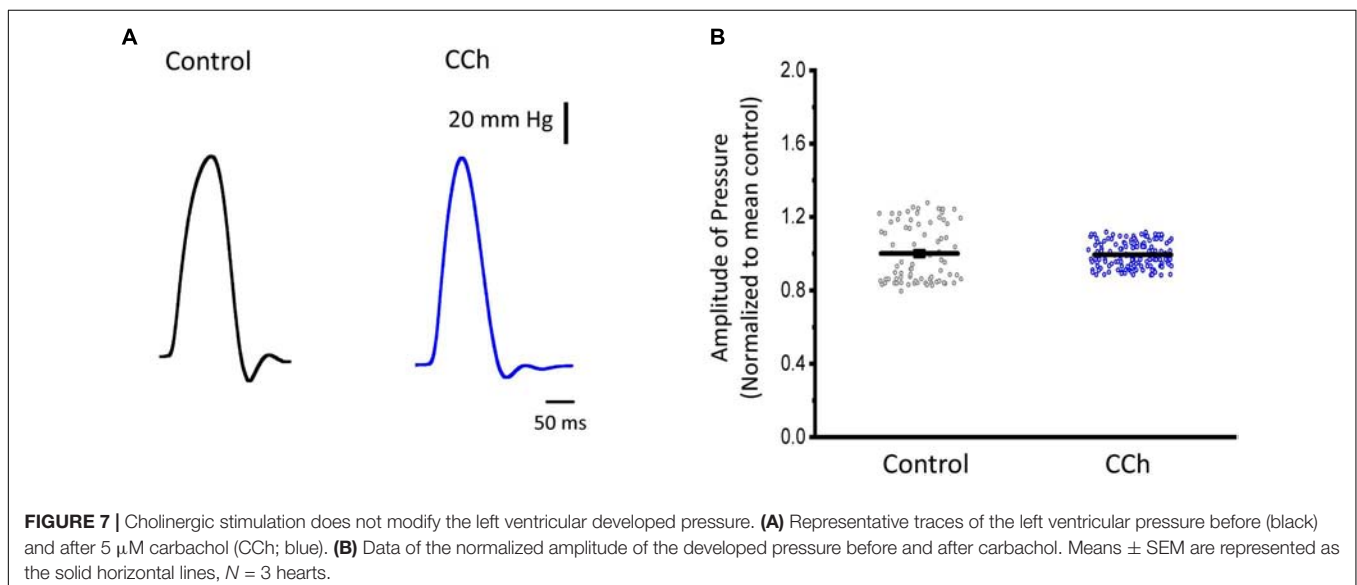 A
Control
CCh
20 mm Hg
50 ms
B
Amplitude of Pressure
(Normalized to mean control)
2.0
1.6
1.2
0.8
0.4
0.0
Control
CCh
FIGURE 7 | Cholinergic stimulation does not modify the left ventricular developed pressure. (A) Representative traces of the left ventricular pressure before (black)
and after 5 μM carbachol (CCh; blue). (B) Data of the normalized amplitude of the developed pressure before and after carbachol. Means ± SEM are represented as
the solid horizontal lines, N = 3 hearts.